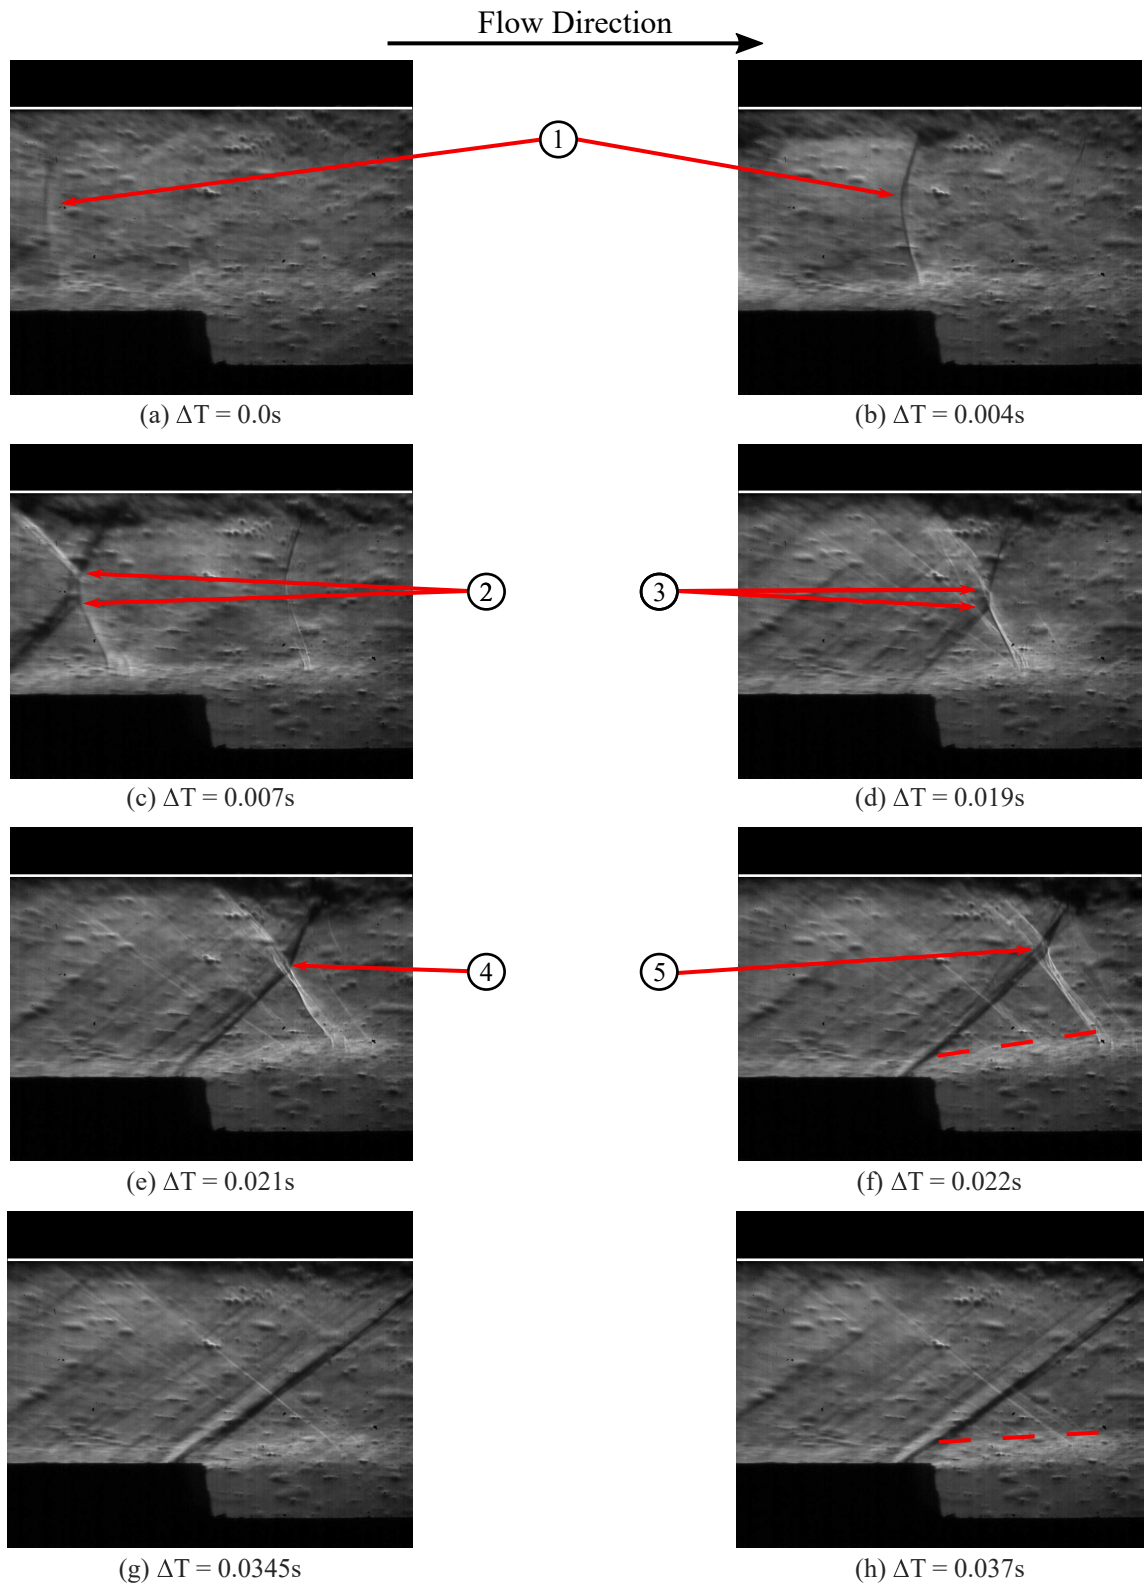 Flow Direction
1
(a) ΔT = 0.0s
(b) ΔT = 0.004s
2
3
(c) ΔT = 0.007s
(d) ΔT = 0.019s
4
5
(e) ΔT = 0.021s
(f) ΔT = 0.022s
(g) ΔT = 0.0345s
(h) ΔT = 0.037s